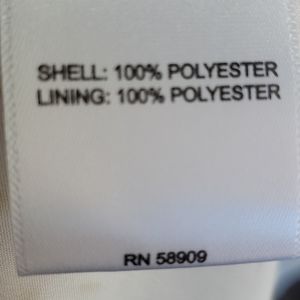 SHELL: 100% POLYESTER
LINING: 100% POLYESTER
RN 58909